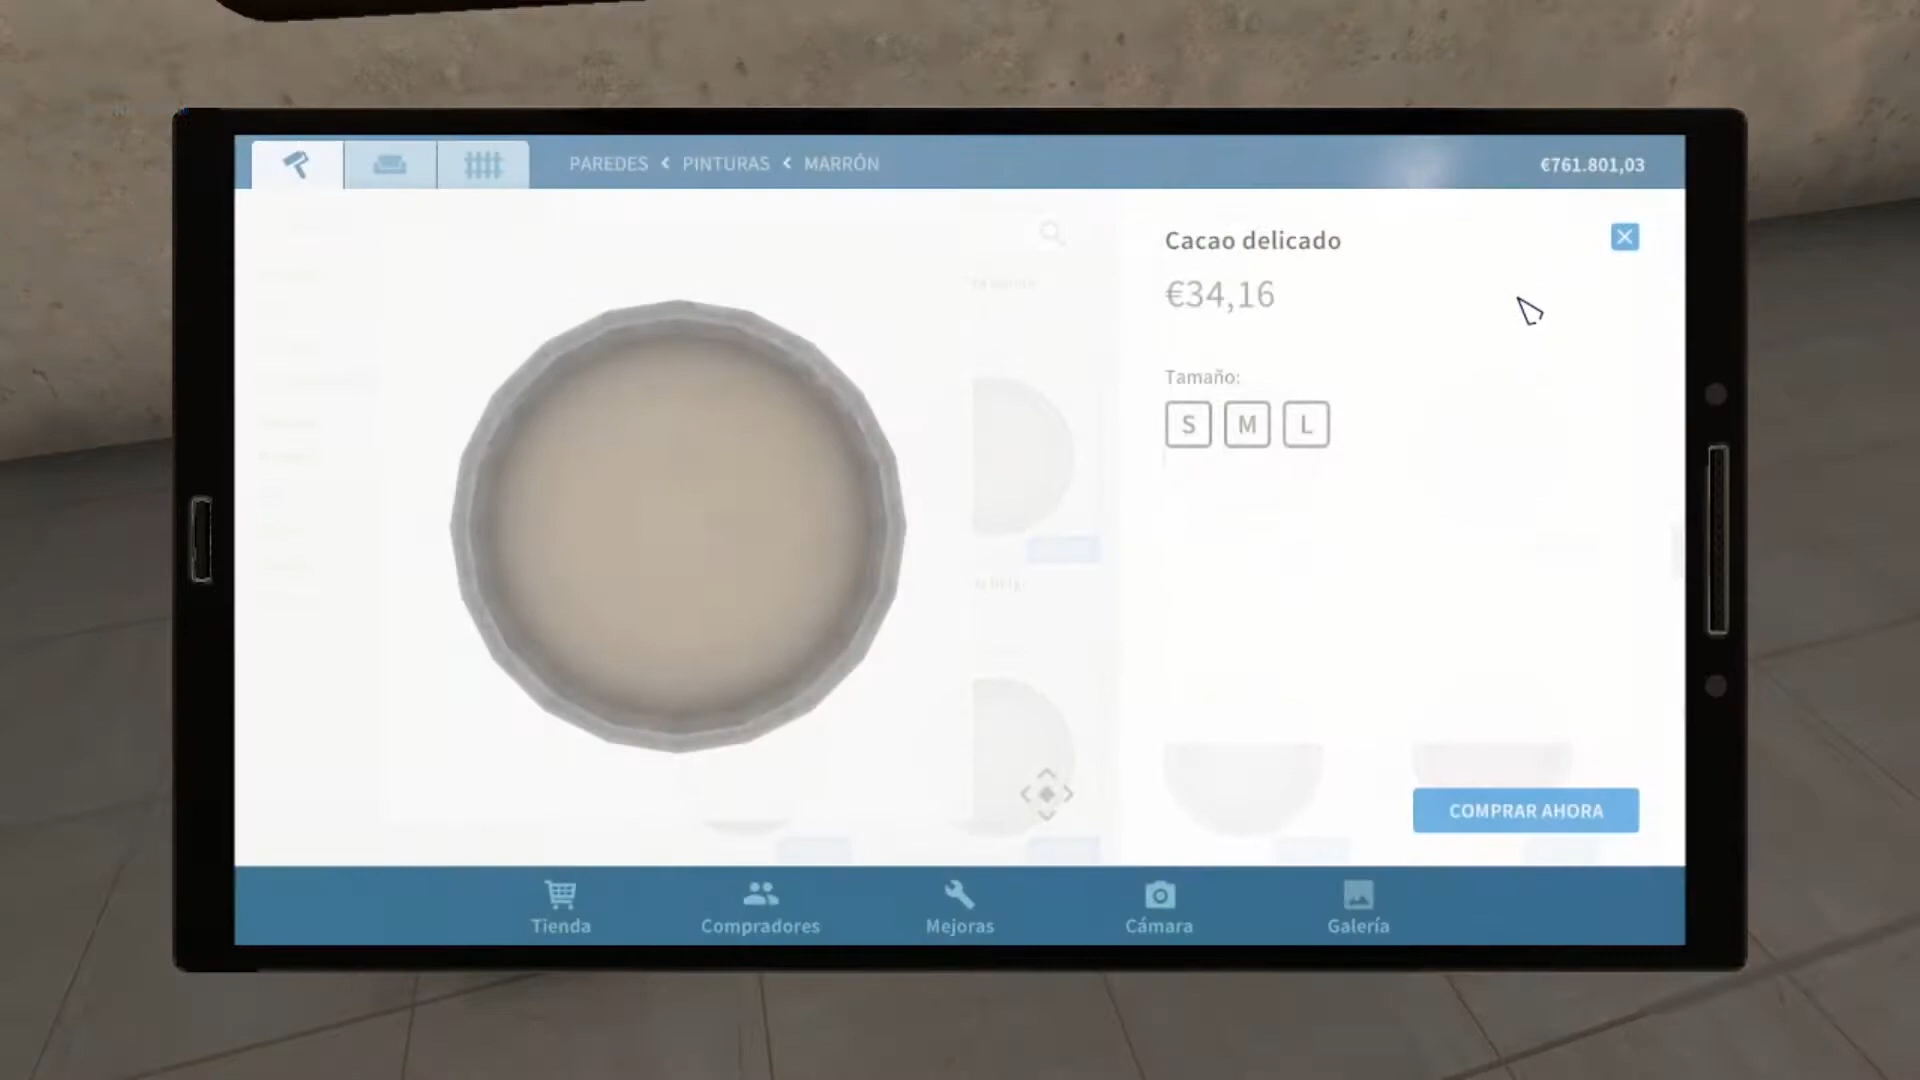 PAREDES < PINTURAS < MARRÓN
€761.801,03
Cacao delicado
€34,16
Tamaño:
S M L
COMPRAR AHORA
Tienda
Compradores
Mejoras
Cámara
Galería